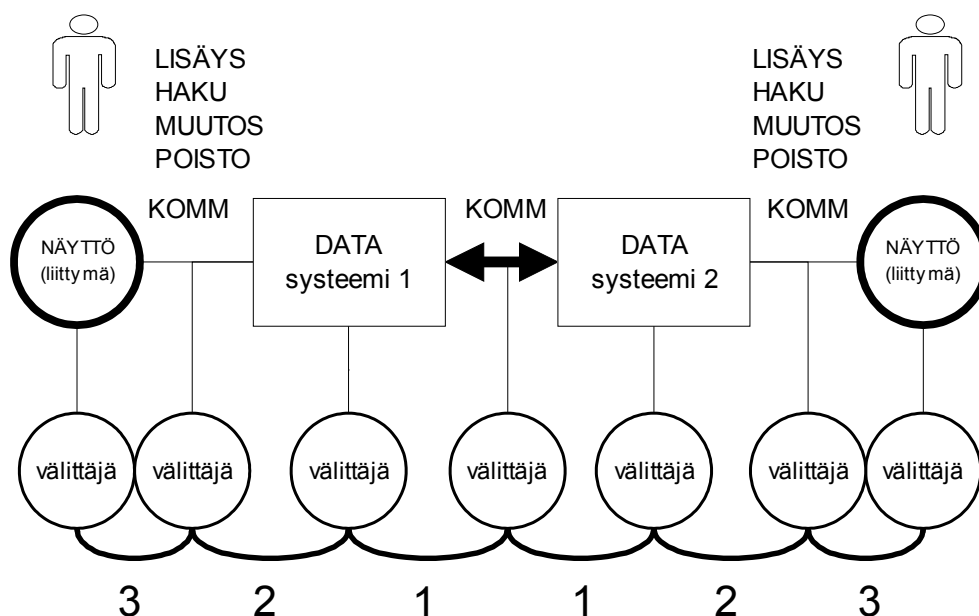 LISÄYS
HAKU
MUUTOS
POISTO
LISÄYS
HAKU
MUUTOS
POISTO
KOMM
KOMM
KOMM
NÄYTTÖ
(liittymä)
DATA
systeemi 1
DATA
systeemi 2
NÄYTTÖ
(liittymä)
välittäjä
välittäjä
välittäjä
välittäjä
välittäjä
välittäjä
välittäjä
3
2
1
1
2
3